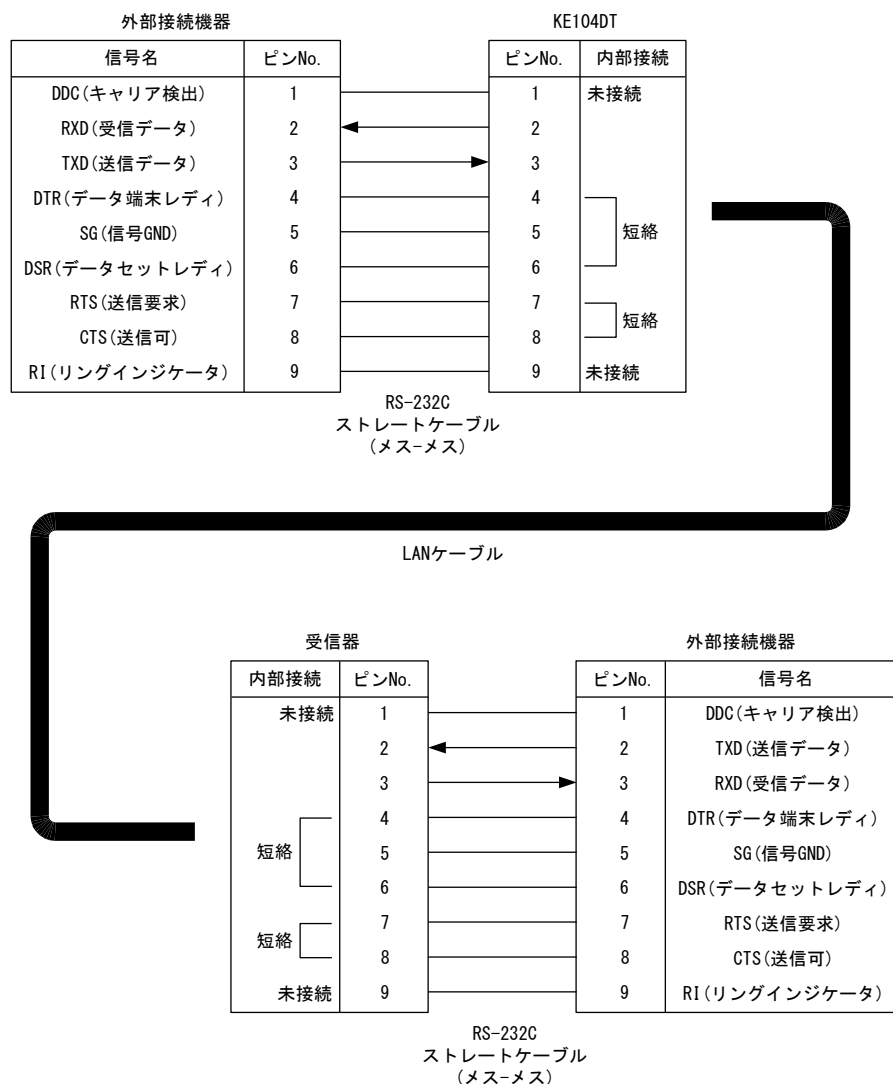 外部接続機器 KE104DT
信号名 ピンNo. ピンNo. 内部接続
DDC(キャリア検出) 1 1 未接続
RXD(受信データ) 2 2
TXD(送信データ) 3 3
DTR(データ端末レディ) 4 4
SG(信号GND) 5 5 短絡
DSR(データセットレディ) 6 6
RTS(送信要求) 7 7
短絡
CTS(送信可) 8 8
RI(リングインジケータ) 9 9 未接続
RS-232C
ストレートケーブル
(メス-メス)
LANケーブル
受信器 外部接続機器
内部接続 ピンNo. ピンNo. 信号名
未接続 1 1 DDC(キャリア検出)
2 2 TXD(送信データ)
3 3 RXD(受信データ)
4 4 DTR(データ端末レディ)
短絡 5 5 SG(信号GND)
6 6 DSR(データセットレディ)
7 7 RTS(送信要求)
短絡
8 8 CTS(送信可)
未接続 9 9 RI(リングインジケータ)
RS-232C
ストレートケーブル
(メス-メス)